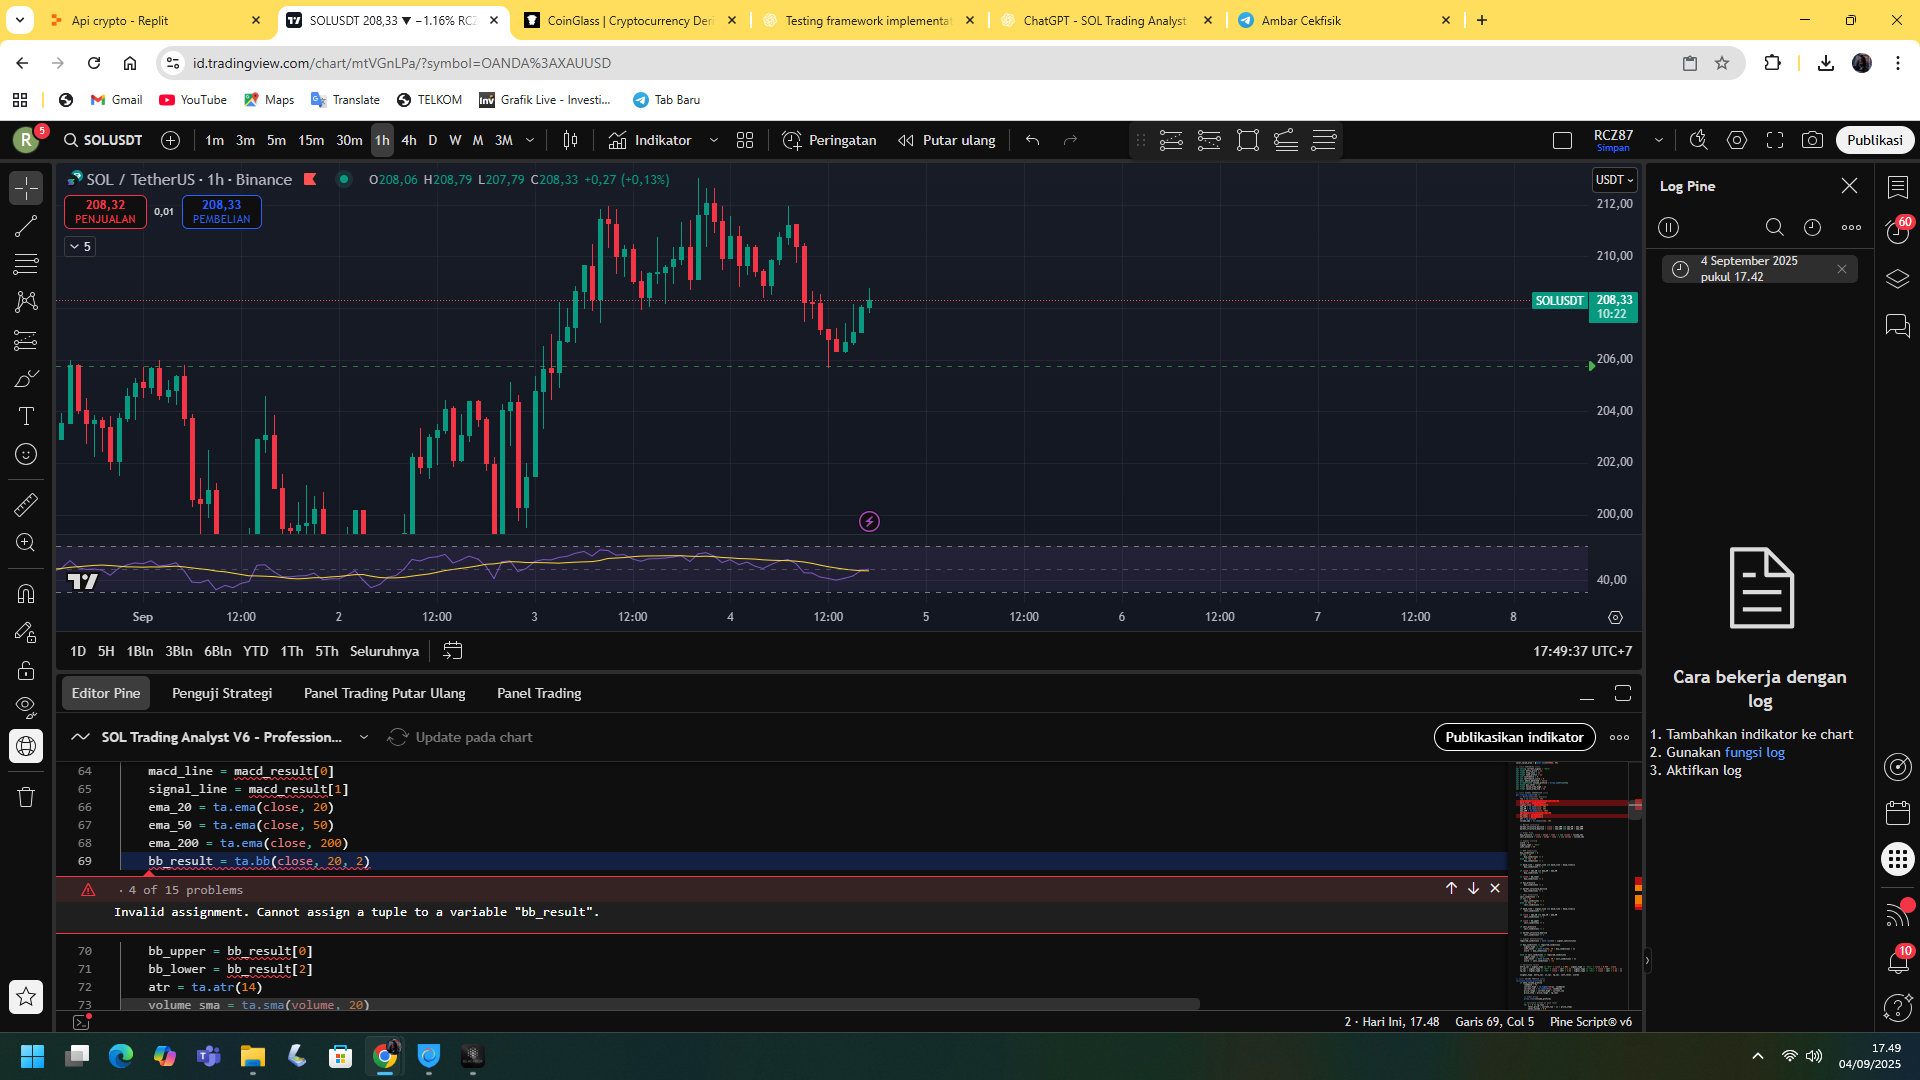 Api crypto - Replit
SOLUSDT 208,33 ▼ −1.16% RCZ
CoinGlass | Cryptocurrency Deri
Testing framework implementat
ChatGPT - SOL Trading Analyst
Ambar Cekfisik
id.tradingview.com/chart/mtVGnLPa/?symbol=OANDA%3AXAUUSD
Gmail
YouTube
Maps
Translate
TELKOM
Inv
Grafik Live - Investi...
Tab Baru
R
5
SOLUSDT
1m
3m
5m
15m
30m
1h
4h
D
W
M
3M
Indikator
Peringatan
Putar ulang
RCZ87
Simpan
Publikasi
SOL / TetherUS · 1h · Binance
O208,06 H208,79 L207,79 C208,33 +0,27 (+0,13%)
208,32
PENJUALAN
0,01
208,33
PEMBELIAN
5
USDT
212,00
210,00
SOLUSDT
208,33
10:22
206,00
204,00
202,00
200,00
40,00
Sep
12:00
2
12:00
3
12:00
4
12:00
5
12:00
6
12:00
7
12:00
8
1D
5H
1Bln
3Bln
6Bln
YTD
1Th
5Th
Seluruhnya
17:49:37 UTC+7
Log Pine
4 September 2025
pukul 17.42
Cara bekerja dengan
log
1. Tambahkan indikator ke chart
2. Gunakan fungsi log
3. Aktifkan log
60
10
Editor Pine
Penguji Strategi
Panel Trading Putar Ulang
Panel Trading
SOL Trading Analyst V6 - Profession...
Update pada chart
Publikasikan indikator
64 macd_line = macd_result[0]
65 signal_line = macd_result[1]
66 ema_20 = ta.ema(close, 20)
67 ema_50 = ta.ema(close, 50)
68 ema_200 = ta.ema(close, 200)
69 bb_result = ta.bb(close, 20, 2)
· 4 of 15 problems
Invalid assignment. Cannot assign a tuple to a variable "bb_result".
70 bb_upper = bb_result[0]
71 bb_lower = bb_result[2]
72 atr = ta.atr(14)
73 volume_sma = ta.sma(volume, 20)
2 · Hari Ini, 17.48
Garis 69, Col 5
Pine Script® v6
17.49
04/09/2025